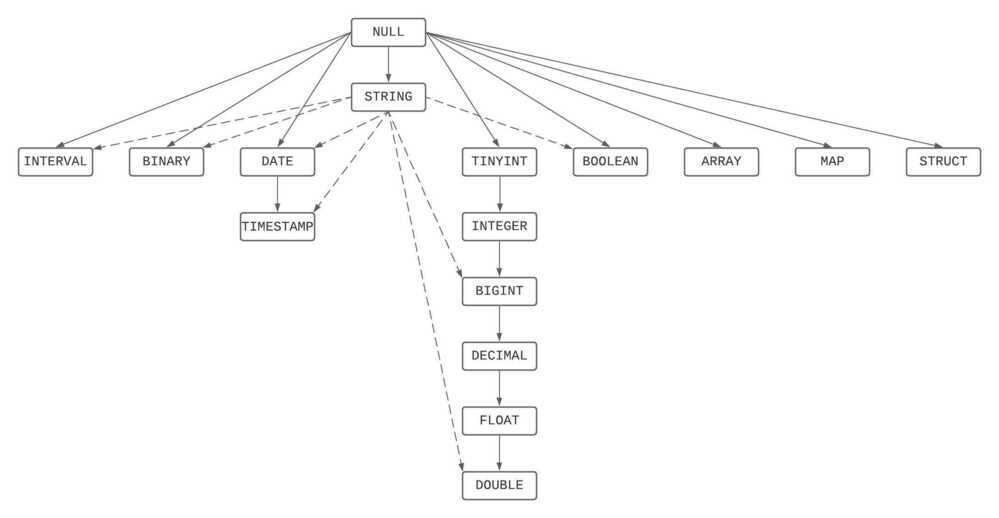 NULL
STRING
INTERVAL
BINARY
DATE
TINYINT
BOOLEAN
ARRAY
MAP
STRUCT
TIMESTAMP
INTEGER
BIGINT
DECIMAL
FLOAT
DOUBLE